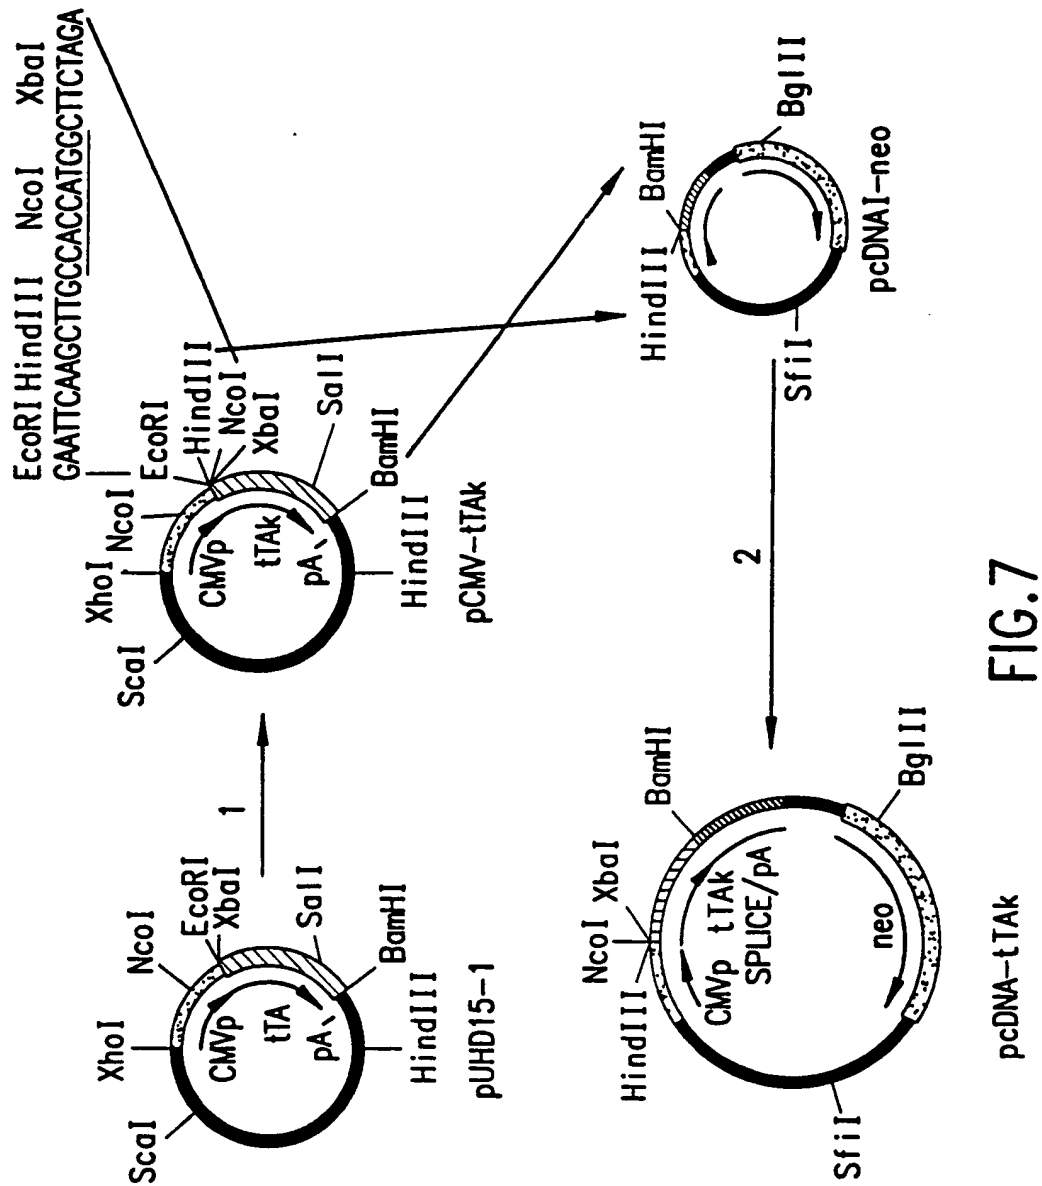 EcoRI HindIII NcoI XbaI
GAATTCAAGCTTGCCACCATGGCTTCTAGA
ScaI
XhoI
NcoI
EcoRI
XbaI
SalI
BamHI
HindIII
CMVp
tTA
pA
pUHD15-1
1
ScaI
XhoI
NcoI
EcoRI
HindIII
NcoI
XbaI
SalI
BamHI
HindIII
CMVp
tTAk
pA
pCMV-tTAk
HindIII
BamHI
BglII
SfiI
pcDNAI-neo
2
HindIII
NcoI
XbaI
BamHI
BglII
SfiI
CMVp tTAk
SPLICE/pA
neo
pcDNA-tTAk
FIG.7